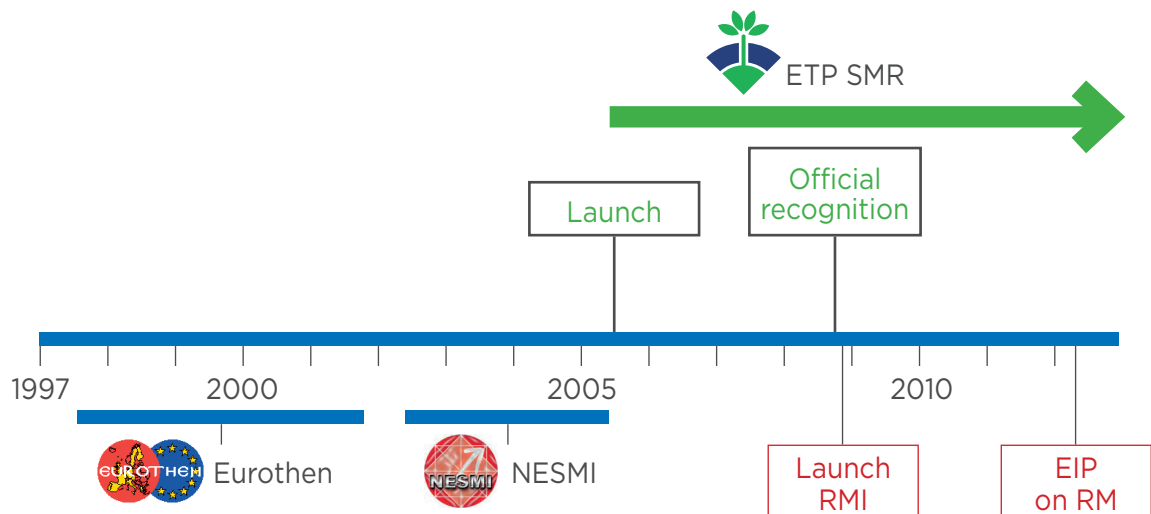 ETP SMR
Launch
Official
recognition
1997
2000
2005
2010
EUROTHEN
Eurothen
NESMI
NESMI
Launch
RMI
EIP
on RM